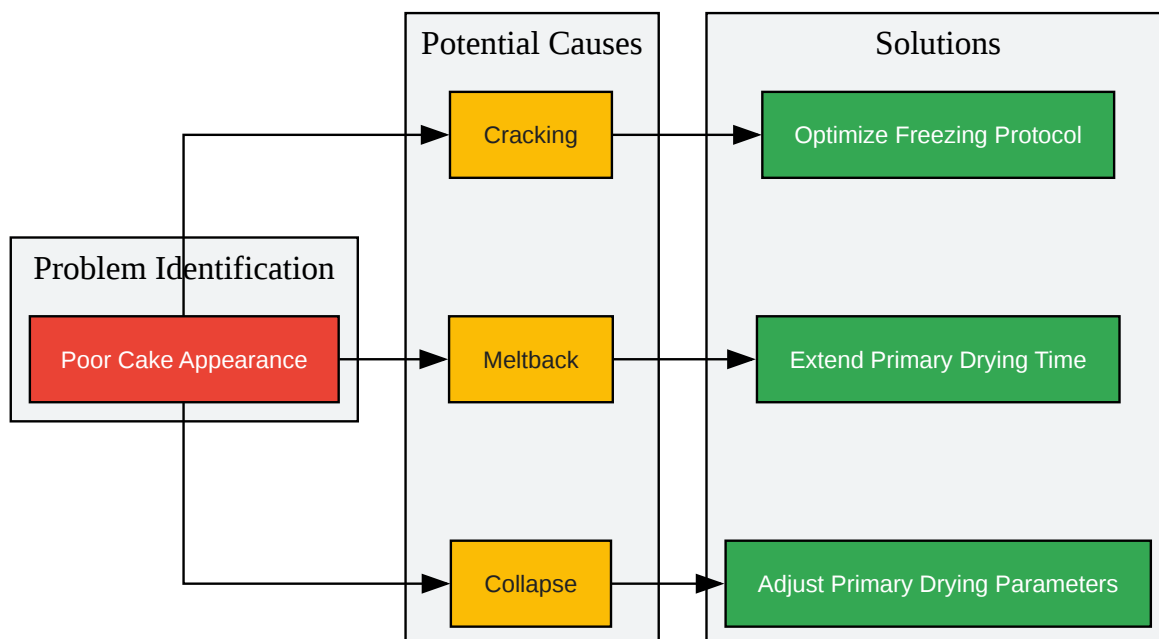 Potential Causes
Solutions
Cracking
Optimize Freezing Protocol
Problem Identification
Poor Cake Appearance
Meltback
Extend Primary Drying Time
Collapse
Adjust Primary Drying Parameters